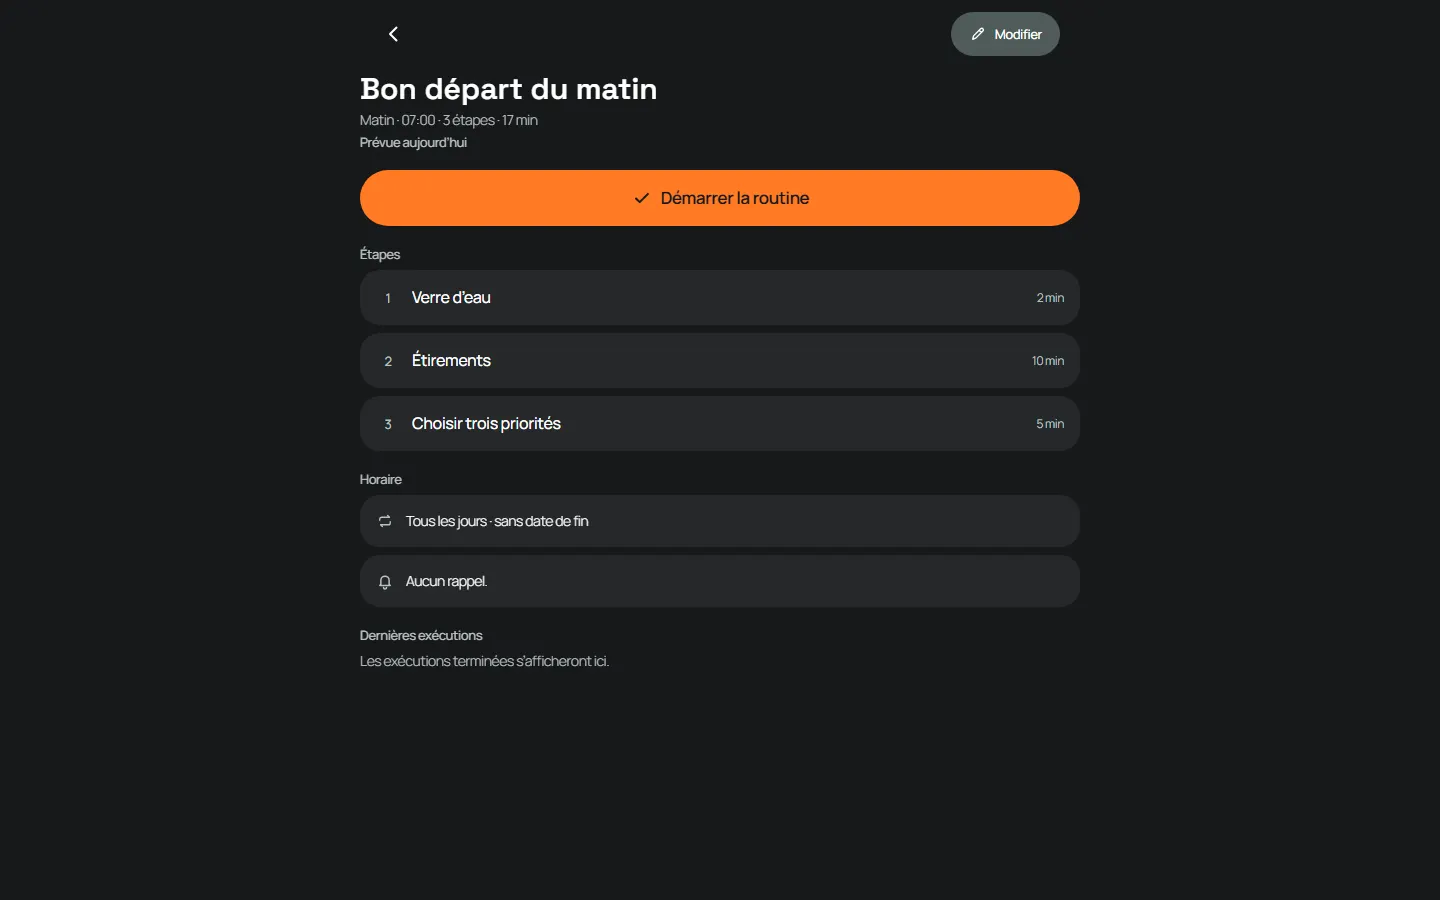 Modifier
Bon départ du matin
Matin · 07:00 · 3 étapes · 17 min
Prévue aujourd'hui
Démarrer la routine
Étapes
1 Verre d’eau 2 min
2 Étirements 10 min
3 Choisir trois priorités 5 min
Horaire
Tous les jours · sans date de fin
Aucun rappel.
Dernières exécutions
Les exécutions terminées s’afficheront ici.